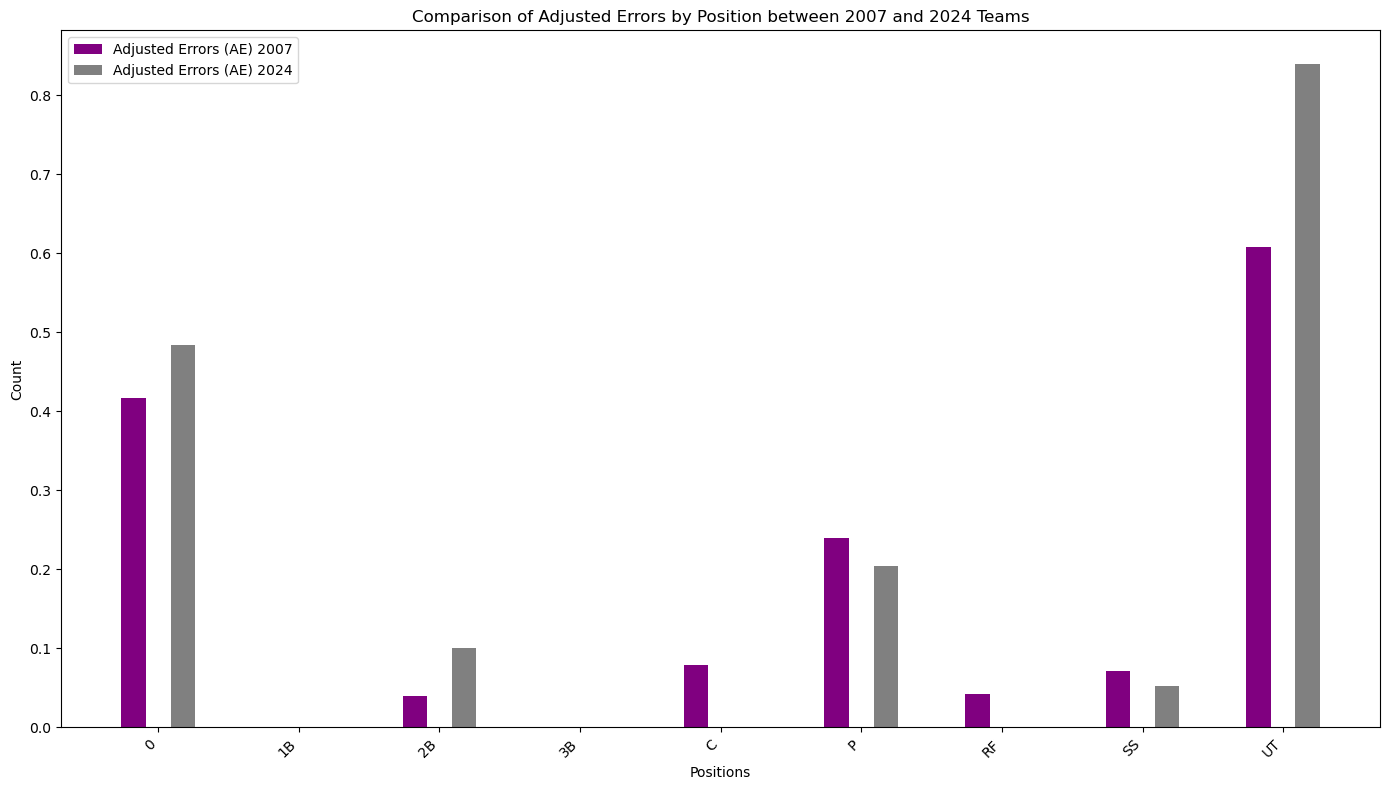 Comparison of Adjusted Errors by Position between 2007 and 2024 Teams
Adjusted Errors (AE) 2007
Adjusted Errors (AE) 2024
0.8
0.7
0.6
0.5
0.4
0.3
0.2
0.1
0.0
Count
0
1B
2B
3B
C
P
RF
SS
UT
Positions